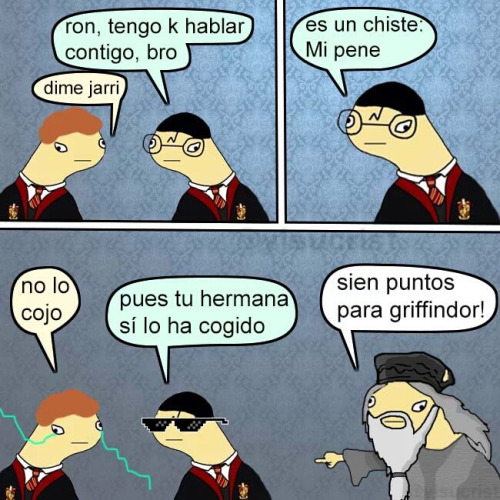 ron, tengo k hablar
contigo, bro
dime jarri
es un chiste:
Mi pene
no lo
cojo
pues tu hermana
sí lo ha cogido
sien puntos
para griffindor!